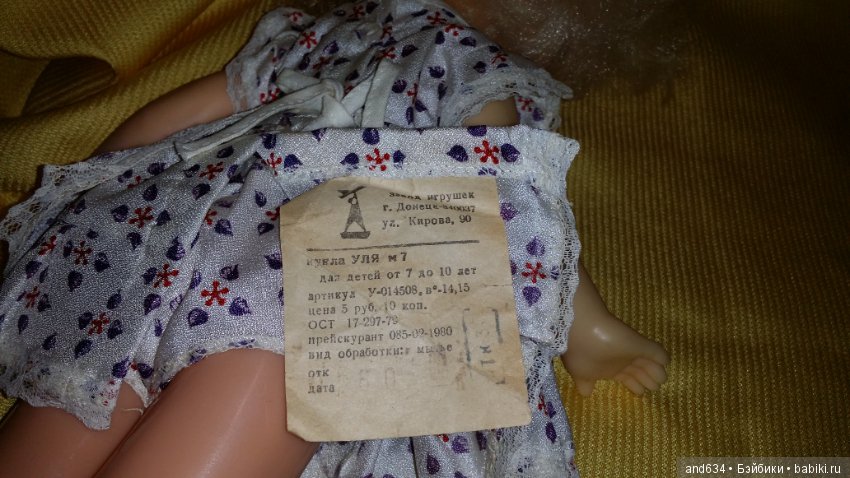 завод игрушек
г. Донецк
ул. Кирова, 90
кукла УЛЯ м7
для детей от 7 до 10 лет
артикул У-014508, в°-14,15
цена 5 руб. 10 коп.
ОСТ 17-297-79
прейскурант 085-02-1980
вид обработки: мытье
отк
дата
and634 • Бэйбики • babiki.ru